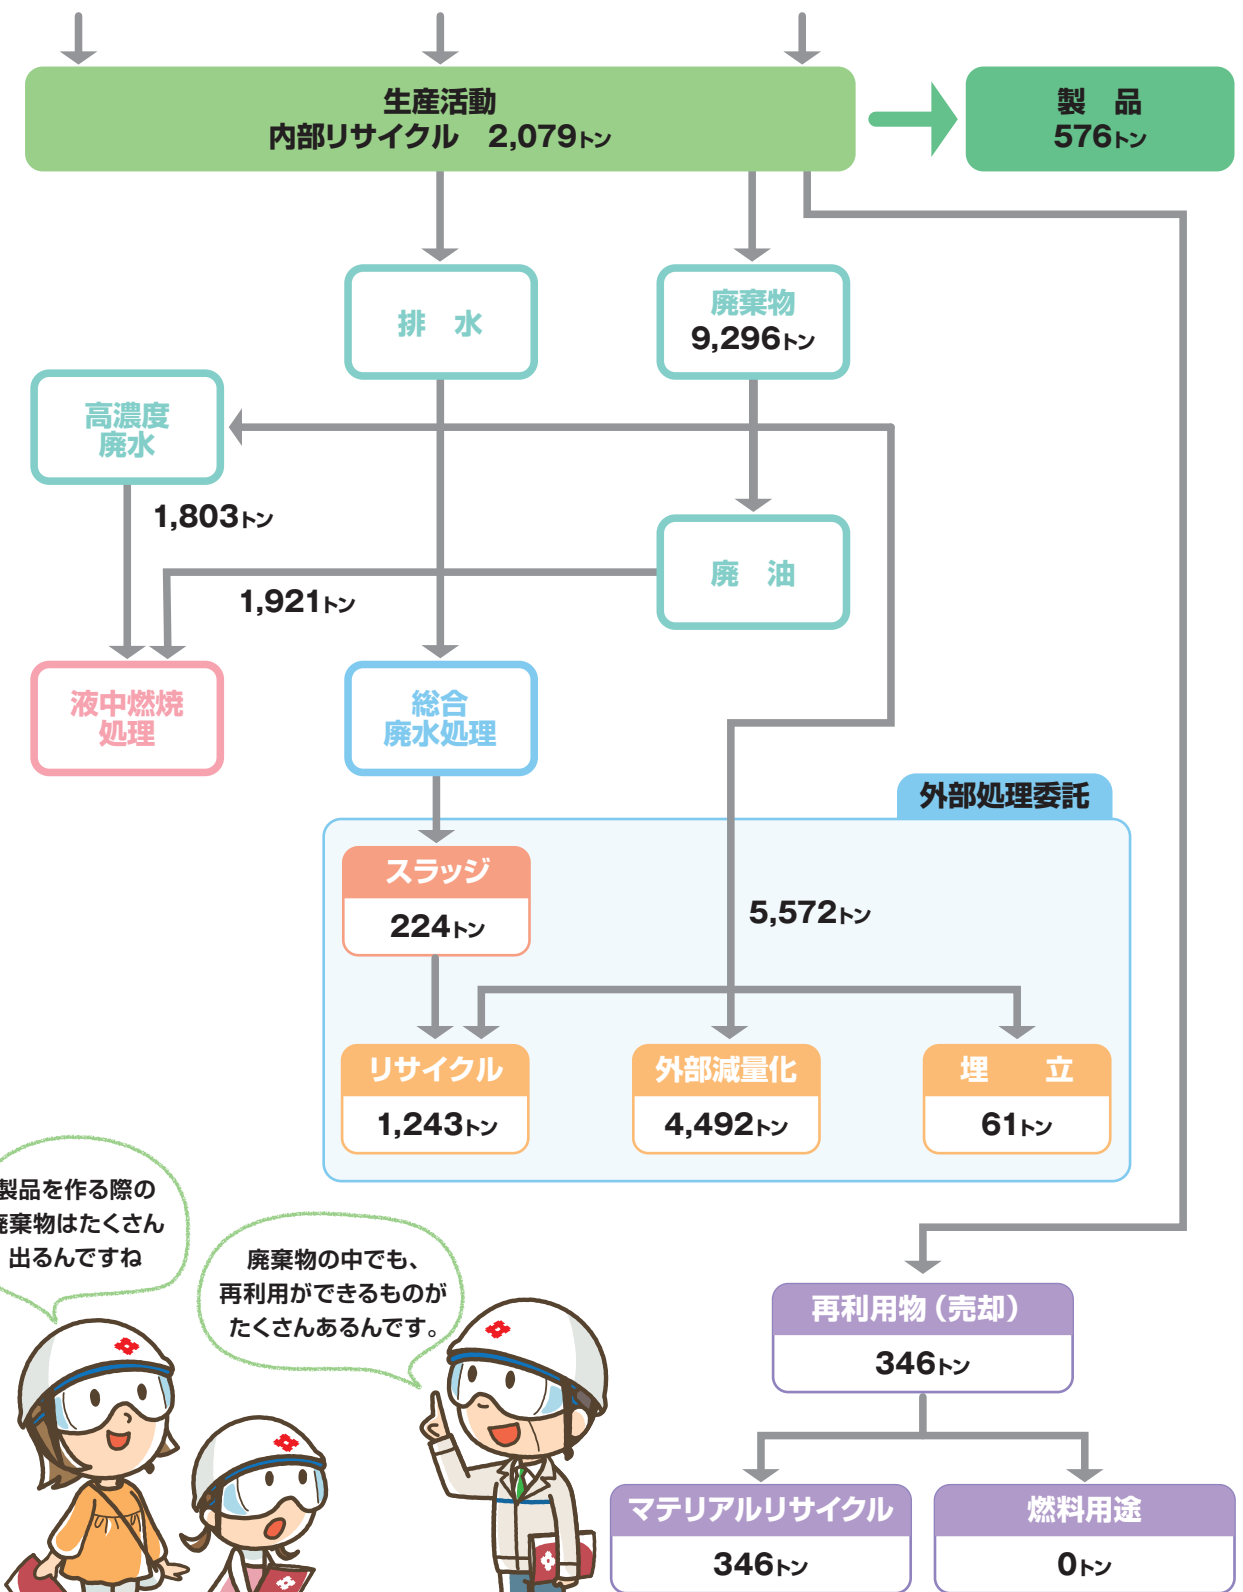 生産活動
内部リサイクル 2,079トン
製 品
576トン
排 水
廃棄物
9,296トン
高濃度
廃水
1,803トン
廃 油
1,921トン
液中燃焼
処理
総合
廃水処理
外部処理委託
スラッジ
224トン
5,572トン
リサイクル
1,243トン
外部減量化
4,492トン
埋 立
61トン
製品を作る際の
廃棄物はたくさん
出るんですね
廃棄物の中でも、
再利用ができるものが
たくさんあるんです。
再利用物（売却）
346トン
マテリアルリサイクル
346トン
燃料用途
0トン